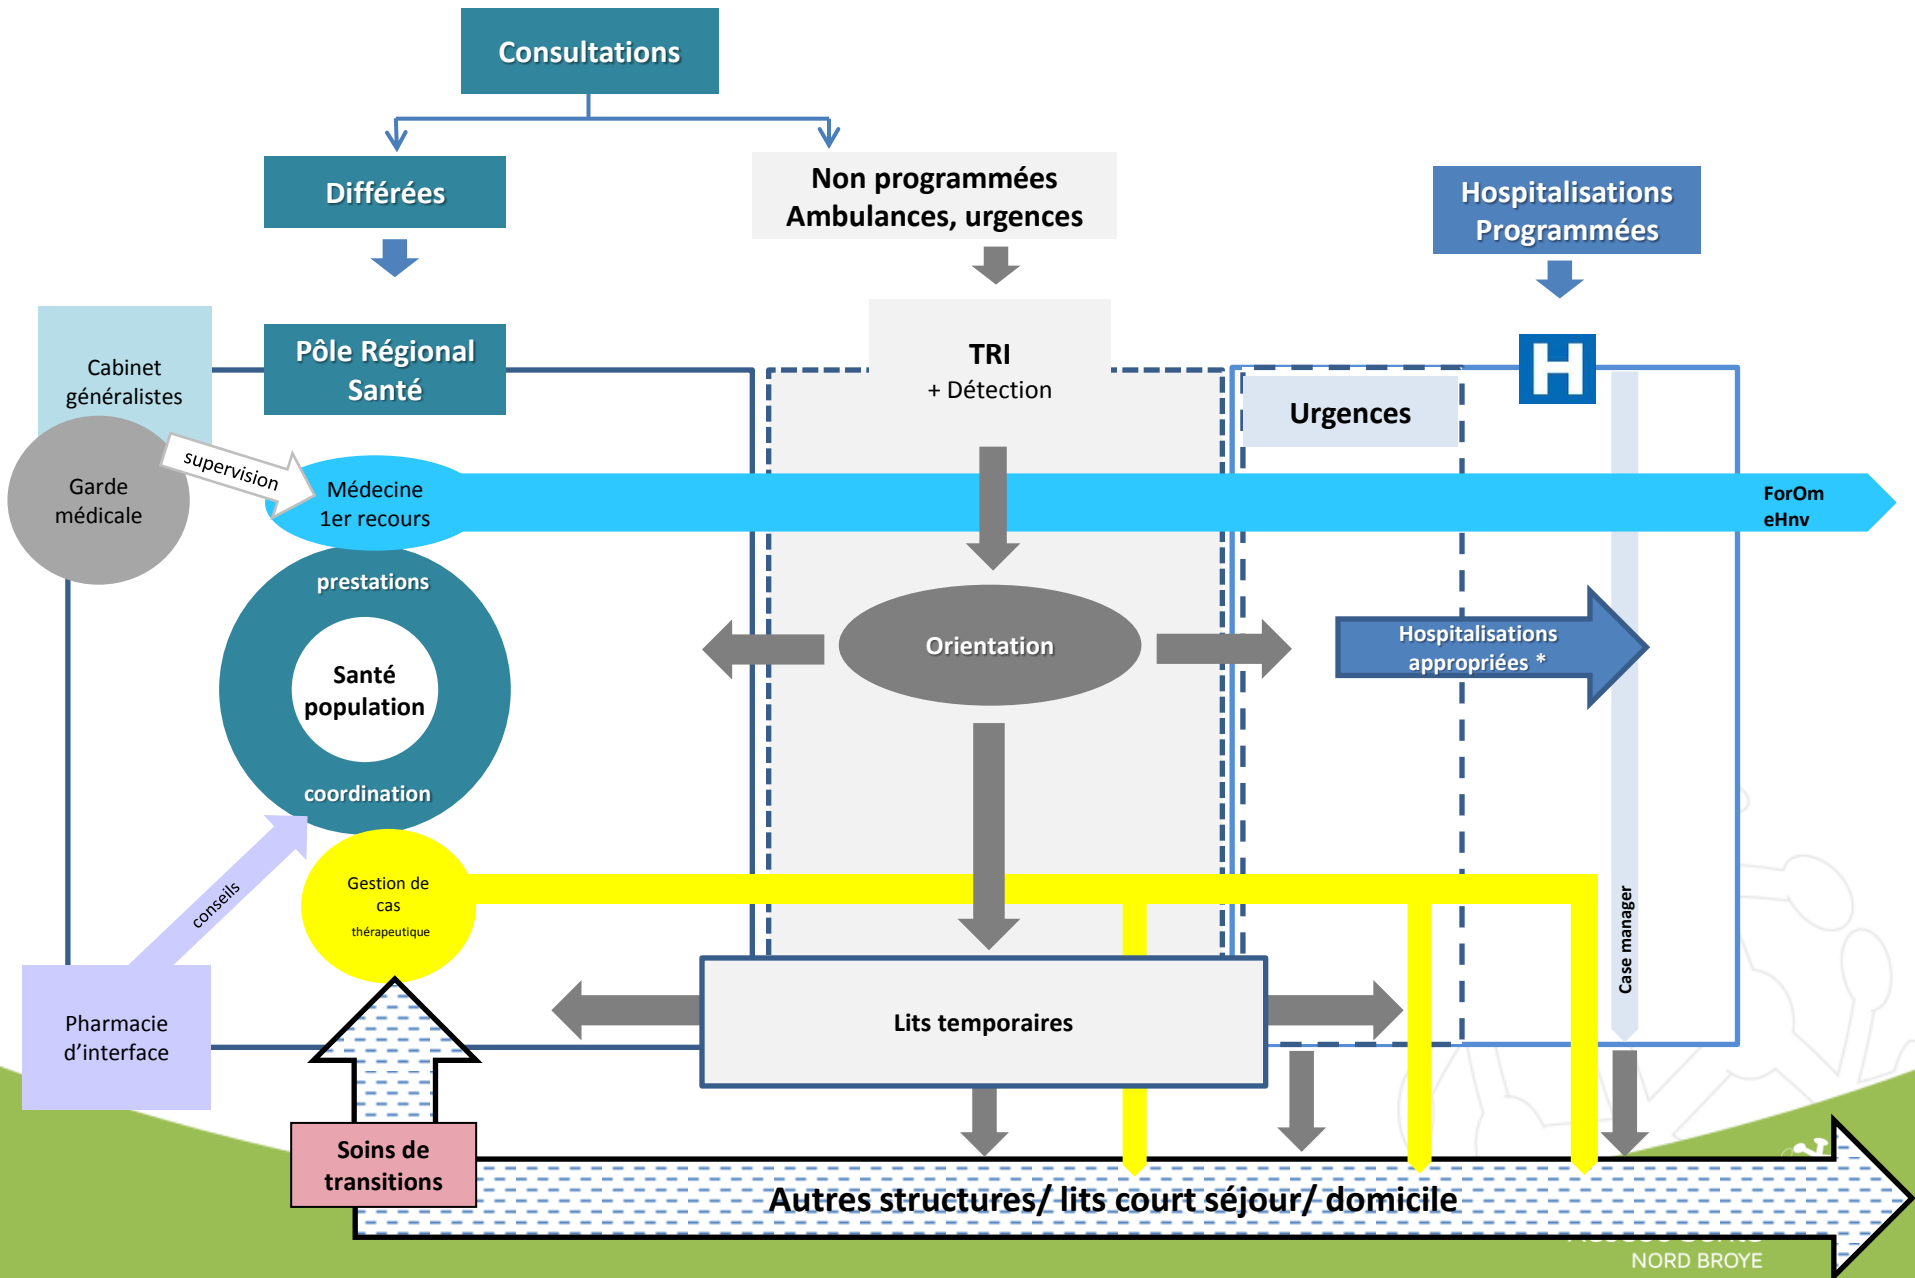 Consultations
Différées
Non programmées
Ambulances, urgences
Hospitalisations
Programmées
Cabinet
généralistes
Pôle Régional
Santé
TRI
+ Détection
H
Urgences
Garde
médicale
supervision
Médecine
1er recours
ForOm
eHnv
prestations
Santé
population
coordination
Orientation
Hospitalisations
appropriées *
conseils
Gestion de
cas
thérapeutique
Case manager
Pharmacie
d'interface
Lits temporaires
Soins de
transitions
Autres structures/ lits court séjour/ domicile
NORD BROYE